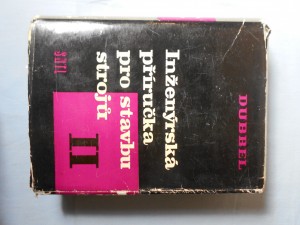 DUBBEL
Inženýrská
příručka
pro stavbu
strojů
II
SNTL